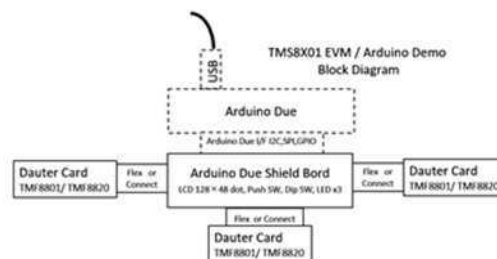 TMS8X01 EVM / Arduino Demo
Block Diagram
USB
Arduino Due
Arduino Due I/F I2C,SPI,GPIO
Dauter Card
TMF8801/ TMF8820
Flex or
Connect
Arduino Due Shield Bord
LCD 128 × 48 dot, Push SW, Dip SW, LED x3
Flex or
Connect
Dauter Card
TMF8801/ TMF8820
Flex or Connect
Dauter Card
TMF8801/ TMF8820